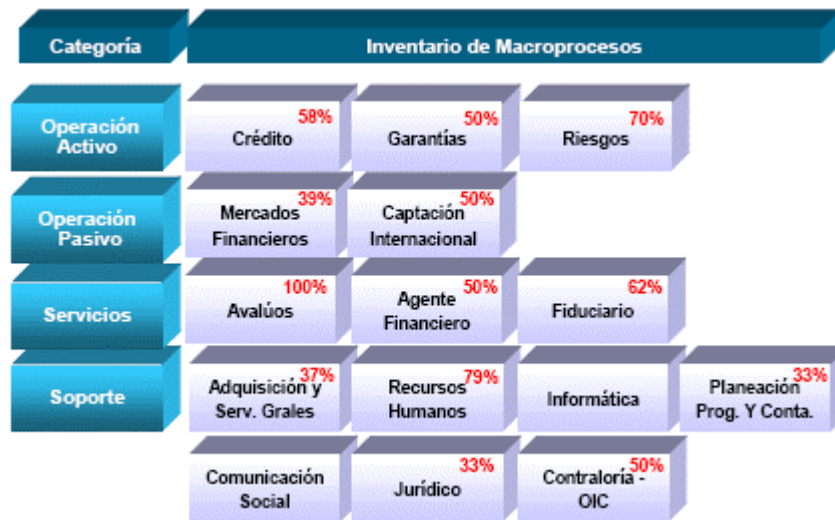 Categoría
Inventario de Macroprocesos
Operación
Activo
58%
Crédito
50%
Garantías
70%
Riesgos
Operación
Pasivo
39%
Mercados
Financieros
50%
Captación
Internacional
Servicios
100%
Avalúos
50%
Agente
Financiero
62%
Fiduciario
Soporte
37%
Adquisición y
Serv. Grales
79%
Recursos
Humanos
Informática
33%
Planeación
Prog. Y Conta.
Comunicación
Social
33%
Jurídico
50%
Contraloría -
OIC